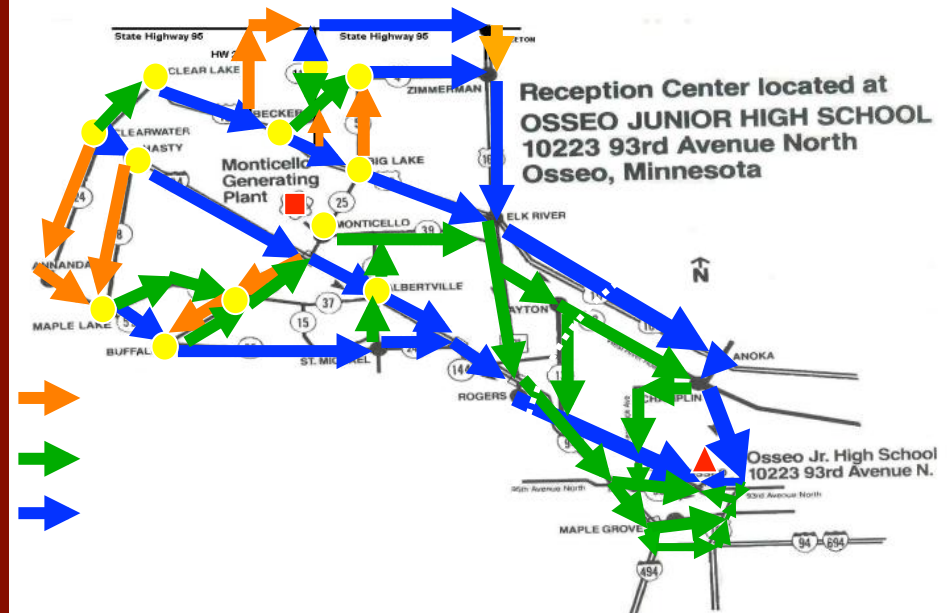 State Highway 95
State Highway 95
HW 2
CLEAR LAKE
ZIMMERMAN
BECKER
CLEARWATER
HASTY
Reception Center located at
OSSEO JUNIOR HIGH SCHOOL
10223 93rd Avenue North
Osseo, Minnesota
Monticello
Generating
Plant
BIG LAKE
24
8
25
MONTICELLO
39
ELK RIVER
N
MAPLE LAKE
ALBERTVILLE
37
15
BUFFAL
ST. MICHAEL
144
ROGERS
ANOKA
CHAMPLIN
Osseo Jr. High School
10223 93rd Avenue N.
95th Avenue North
93rd Avenue North
MAPLE GROVE
94
694
494